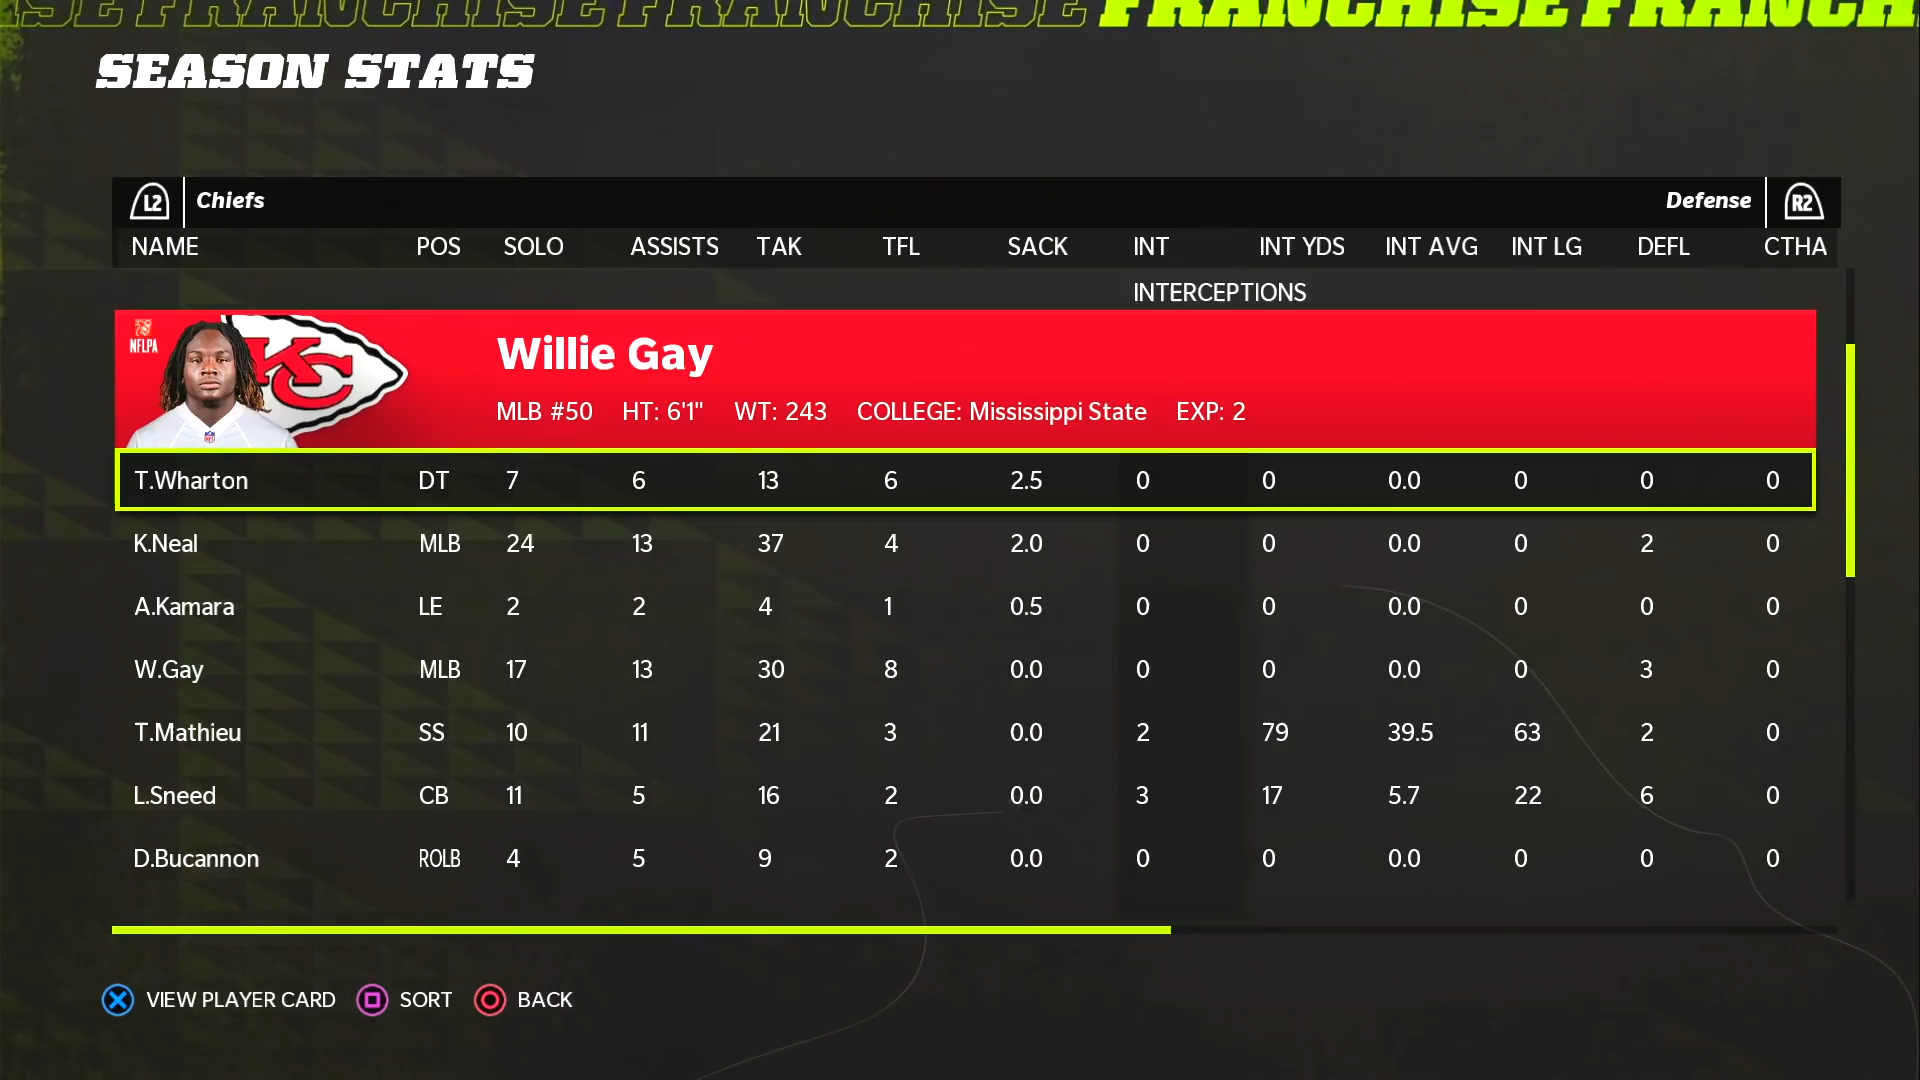 FRANCHISE FRANCHISE FRANCHISE FRANCHISE
SEASON STATS
L2 Chiefs Defense R2
NAME POS SOLO ASSISTS TAK TFL SACK INT INT YDS INT AVG INT LG DEFL CTHA
INTERCEPTIONS
NFLPA
KC
Willie Gay
MLB #50 HT: 6'1" WT: 243 COLLEGE: Mississippi State EXP: 2
T.Wharton DT 7 6 13 6 2.5 0 0 0.0 0 0 0
K.Neal MLB 24 13 37 4 2.0 0 0 0.0 0 2 0
A.Kamara LE 2 2 4 1 0.5 0 0 0.0 0 0 0
W.Gay MLB 17 13 30 8 0.0 0 0 0.0 0 3 0
T.Mathieu SS 10 11 21 3 0.0 2 79 39.5 63 2 0
L.Sneed CB 11 5 16 2 0.0 3 17 5.7 22 6 0
D.Bucannon ROLB 4 5 9 2 0.0 0 0 0.0 0 0 0
VIEW PLAYER CARD SORT BACK